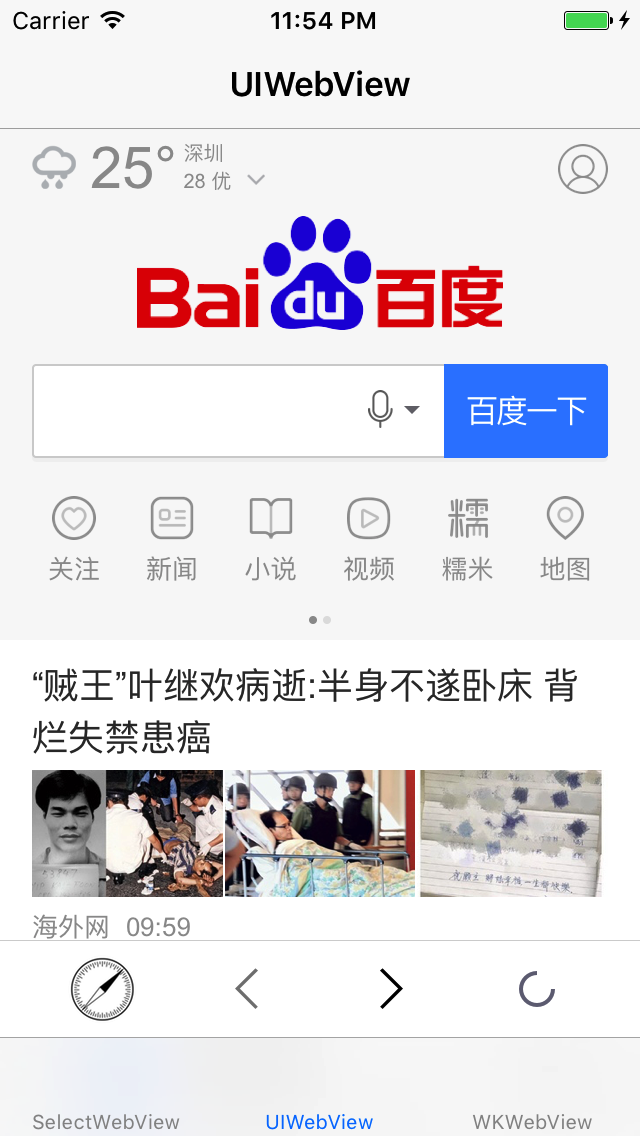 Carrier 11:54 PM
UIWebView
25° 深圳
28 优
Bai du 百度
百度一下
糯
关注 新闻 小说 视频 糯米 地图
“贼王”叶继欢病逝:半身不遂卧床 背
烂失禁患癌
海外网 09:59
SelectWebView UIWebView WKWebView